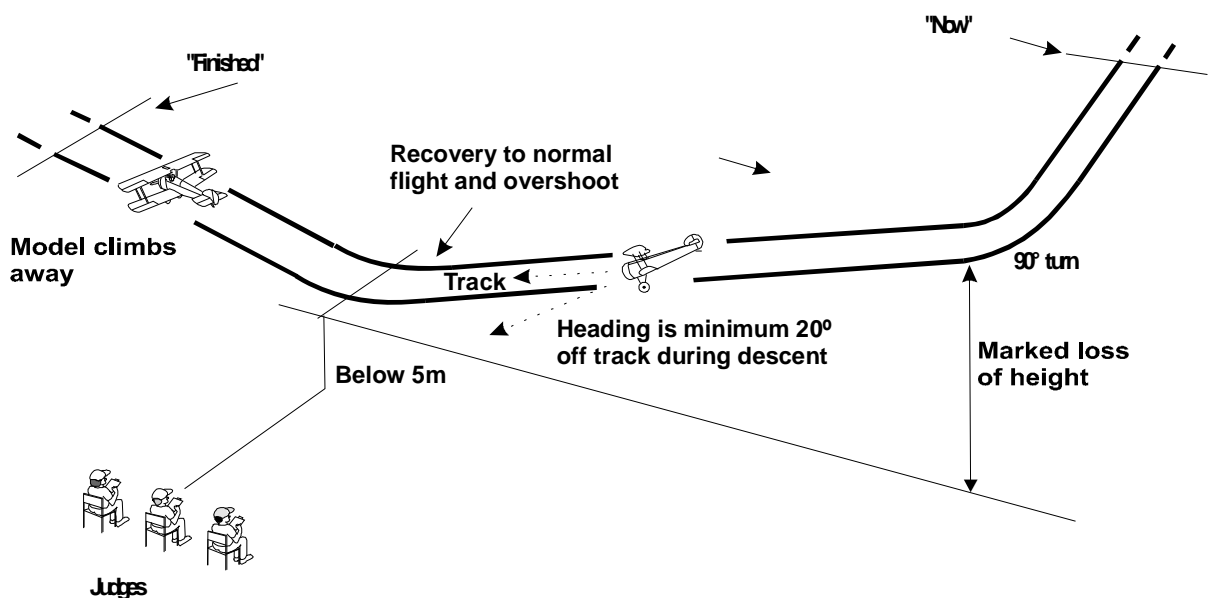 "Now"
"Finished"
Recovery to normal
flight and overshoot
Model climbs
away
Track
90° turn
Heading is minimum 20º
off track during descent
Marked loss
of height
Below 5m
Judges